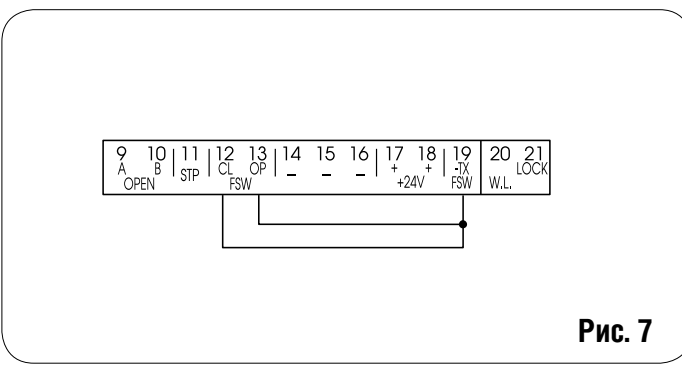 9 10 | 11 | 12 13 | 14 15 16 | 17 18 | 19 20 21
A B STP CL OP – – – + + -TX LOCK
OPEN FSW +24V FSW W.L.
Рис. 7